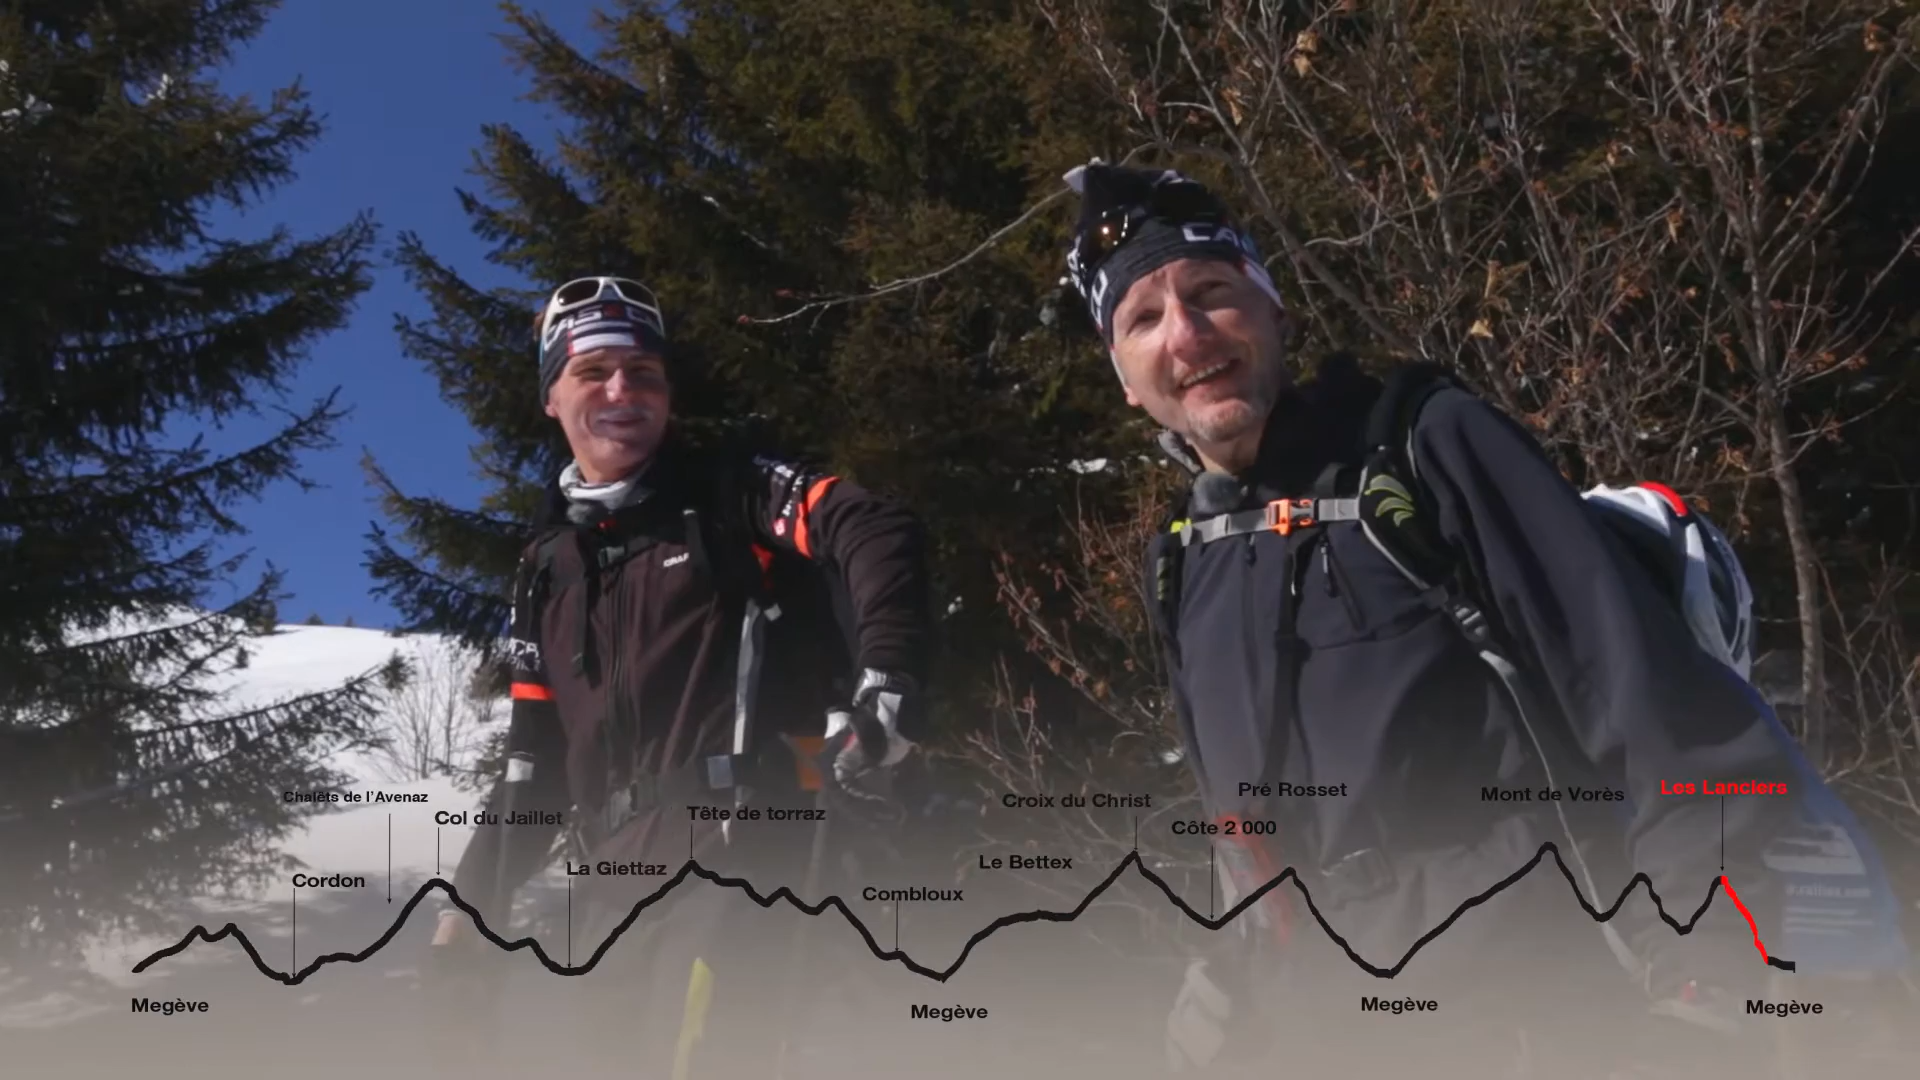 CRAFT
Chalêts de l'Avenaz
Col du Jaillet
Tête de torraz
Croix du Christ
Pré Rosset
Côte 2 000
Mont de Vorès
Les Lanciers
Cordon
La Giettaz
Combloux
Le Bettex
Megève
Megève
Megève
Megève